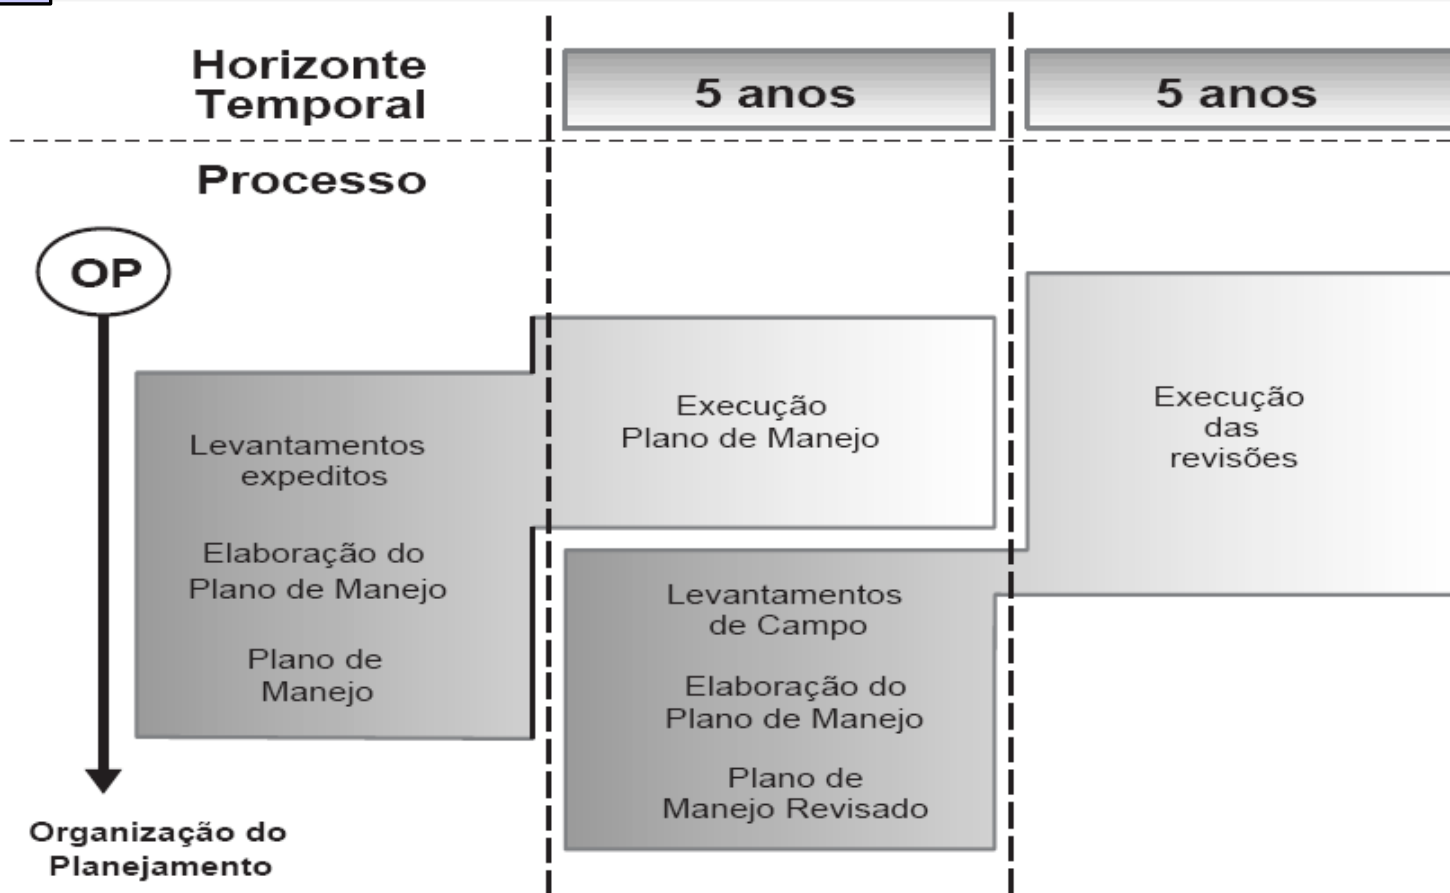 Horizonte
Temporal
5 anos
5 anos
Processo
OP
Levantamentos
expeditos
Elaboração do
Plano de Manejo
Plano de
Manejo
Execução
Plano de Manejo
Levantamentos
de Campo
Elaboração do
Plano de Manejo
Plano de
Manejo Revisado
Execução
das
revisões
Organização do
Planejamento